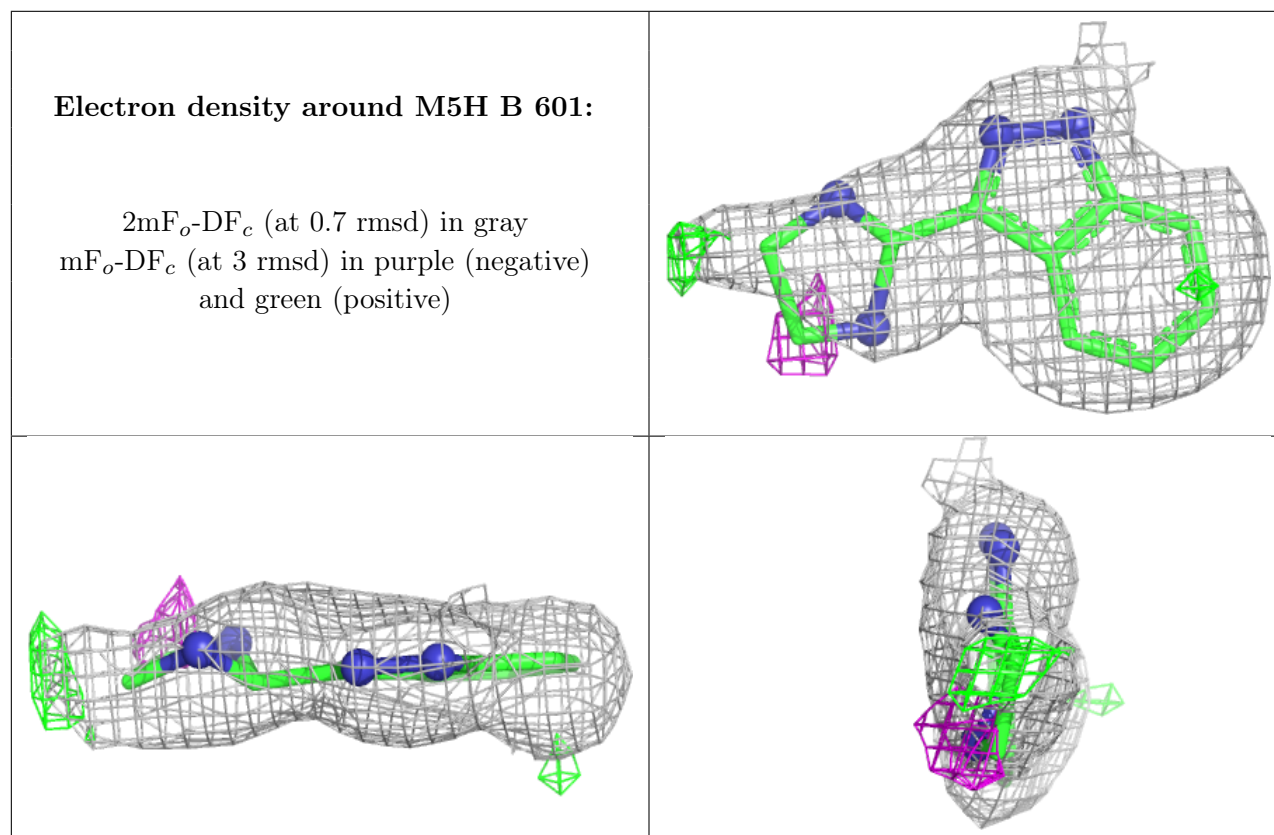 Electron density around M5H B 601:
2mFₒ-DF𝑐 (at 0.7 rmsd) in gray
mFₒ-DF𝑐 (at 3 rmsd) in purple (negative)
and green (positive)